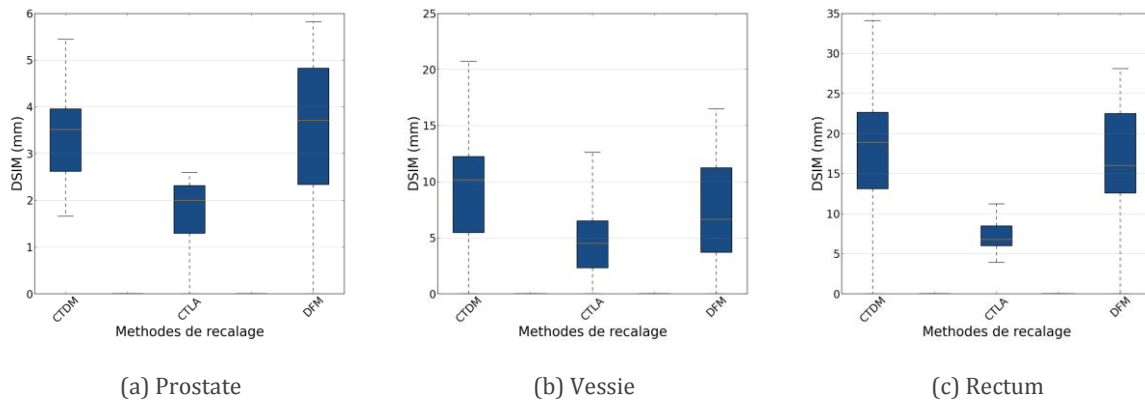 6
5
4
3
2
1
0
DSIM (mm)
CTDM
CTLA
DFM
Methodes de recalage
(a) Prostate
25
20
15
10
5
0
DSIM (mm)
CTDM
CTLA
DFM
Methodes de recalage
(b) Vessie
35
30
25
20
15
10
5
0
DSIM (mm)
CTDM
CTLA
DFM
Methodes de recalage
(c) Rectum